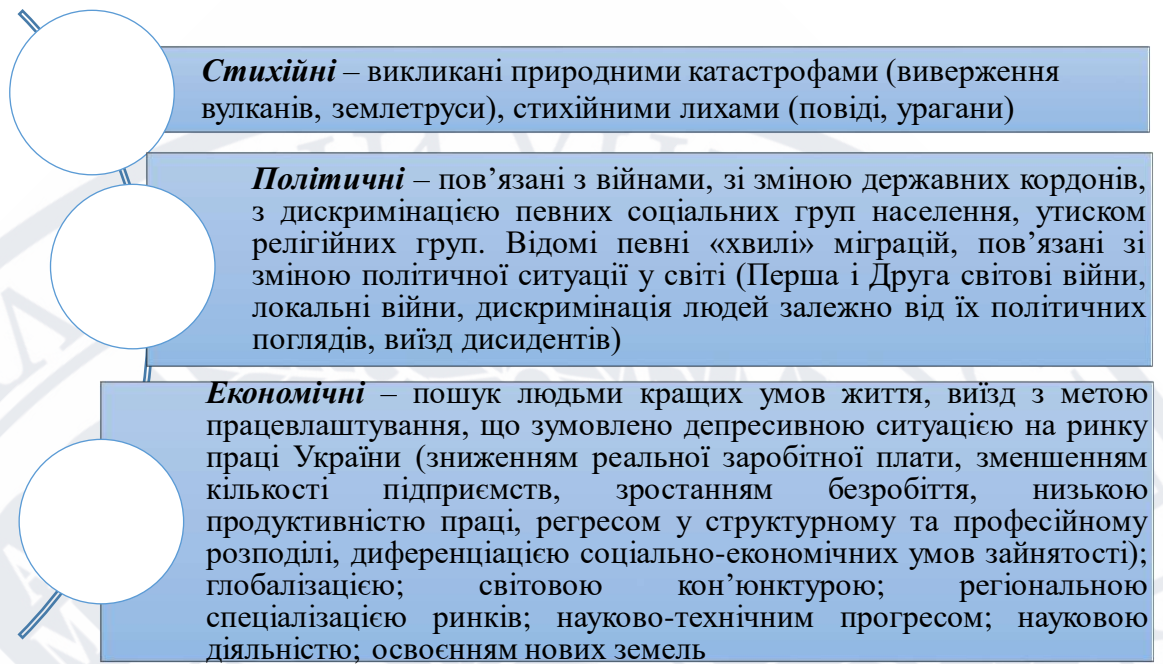 Стихійні – викликані природними катастрофами (виверження
вулканів, землетруси), стихійними лихами (повіді, урагани)
Політичні – пов’язані з війнами, зі зміною державних кордонів,
з дискримінацією певних соціальних груп населення, утиском
релігійних груп. Відомі певні «хвилі» міграцій, пов’язані зі
зміною політичної ситуації у світі (Перша і Друга світові війни,
локальні війни, дискримінація людей залежно від їх політичних
поглядів, виїзд дисидентів)
Економічні – пошук людьми кращих умов життя, виїзд з метою
працевлаштування, що зумовлено депресивною ситуацією на ринку
праці України (зниженням реальної заробітної плати, зменшенням
кількості підприємств, зростанням безробіття, низькою
продуктивністю праці, регресом у структурному та професійному
розподілі, диференціацією соціально-економічних умов зайнятості);
глобалізацією; світовою кон’юнктурою; регіональною
спеціалізацією ринків; науково-технічним прогресом; науковою
діяльністю; освоєнням нових земель